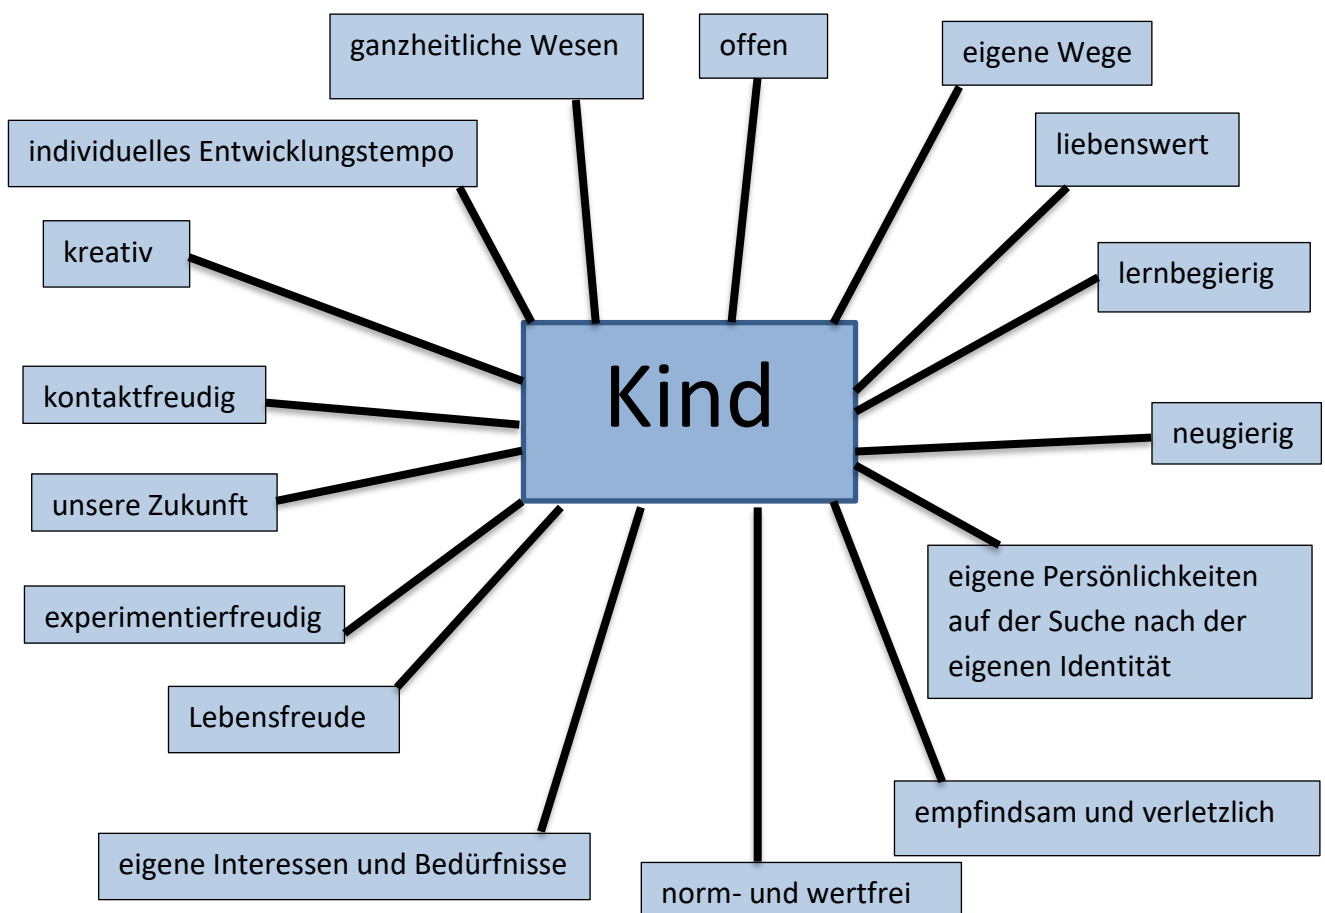 ganzheitliche Wesen
offen
eigene Wege
individuelles Entwicklungstempo
liebenswert
kreativ
lernbegierig
Kind
kontaktfreudig
neugierig
unsere Zukunft
eigene Persönlichkeiten
auf der Suche nach der
eigenen Identität
experimentierfreudig
Lebensfreude
empfindsam und verletzlich
eigene Interessen und Bedürfnisse
norm- und wertfrei